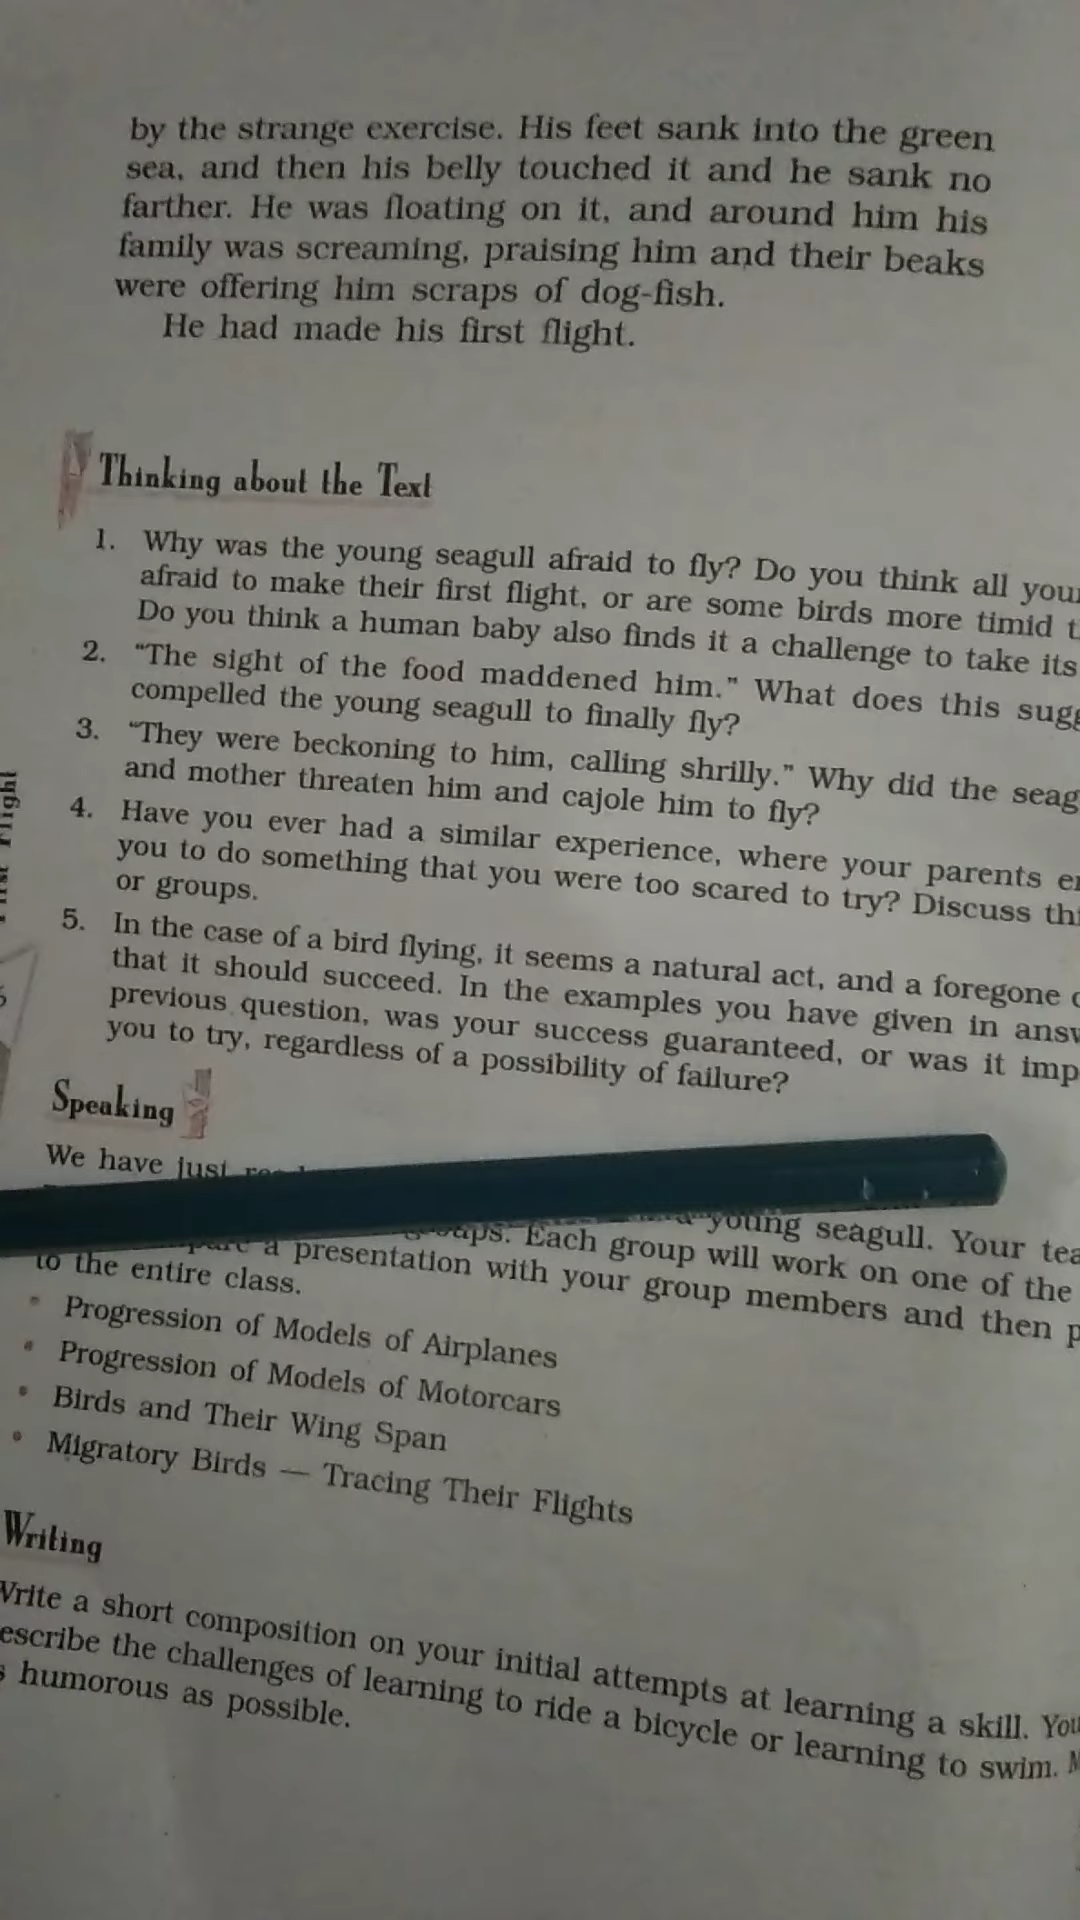 by the strange exercise. His feet sank into the green
sea, and then his belly touched it and he sank no
farther. He was floating on it, and around him his
family was screaming, praising him and their beaks
were offering him scraps of dog-fish.
He had made his first flight.
Thinking about the Text
1. Why was the young seagull afraid to fly? Do you think all
afraid to make their first flight, or are some birds more timid
Do you think a human baby also finds it a challenge to take its
2. “The sight of the food maddened him.” What does this
compelled the young seagull to finally fly?
3. “They were beckoning to him, calling shrilly.” Why did the
and mother threaten him and cajole him to fly?
4. Have you ever had a similar experience, where your parents
you to do something that you were too scared to try? Discuss
or groups.
5. In the case of a bird flying, it seems a natural act, and a foregone
that it should succeed. In the examples you have given in
previous question, was your success guaranteed, or was it
you to try, regardless of a possibility of failure?
Speaking
We have just
young seagull. Your
Each group will work on one of the
a presentation with your group members and then
to the entire class.
• Progression of Models of Airplanes
• Progression of Models of Motorcars
• Birds and Their Wing Span
• Migratory Birds — Tracing Their Flights
Writing
a short composition on your initial attempts at learning a skill.
the challenges of learning to ride a bicycle or learning to swim.
humorous as possible.